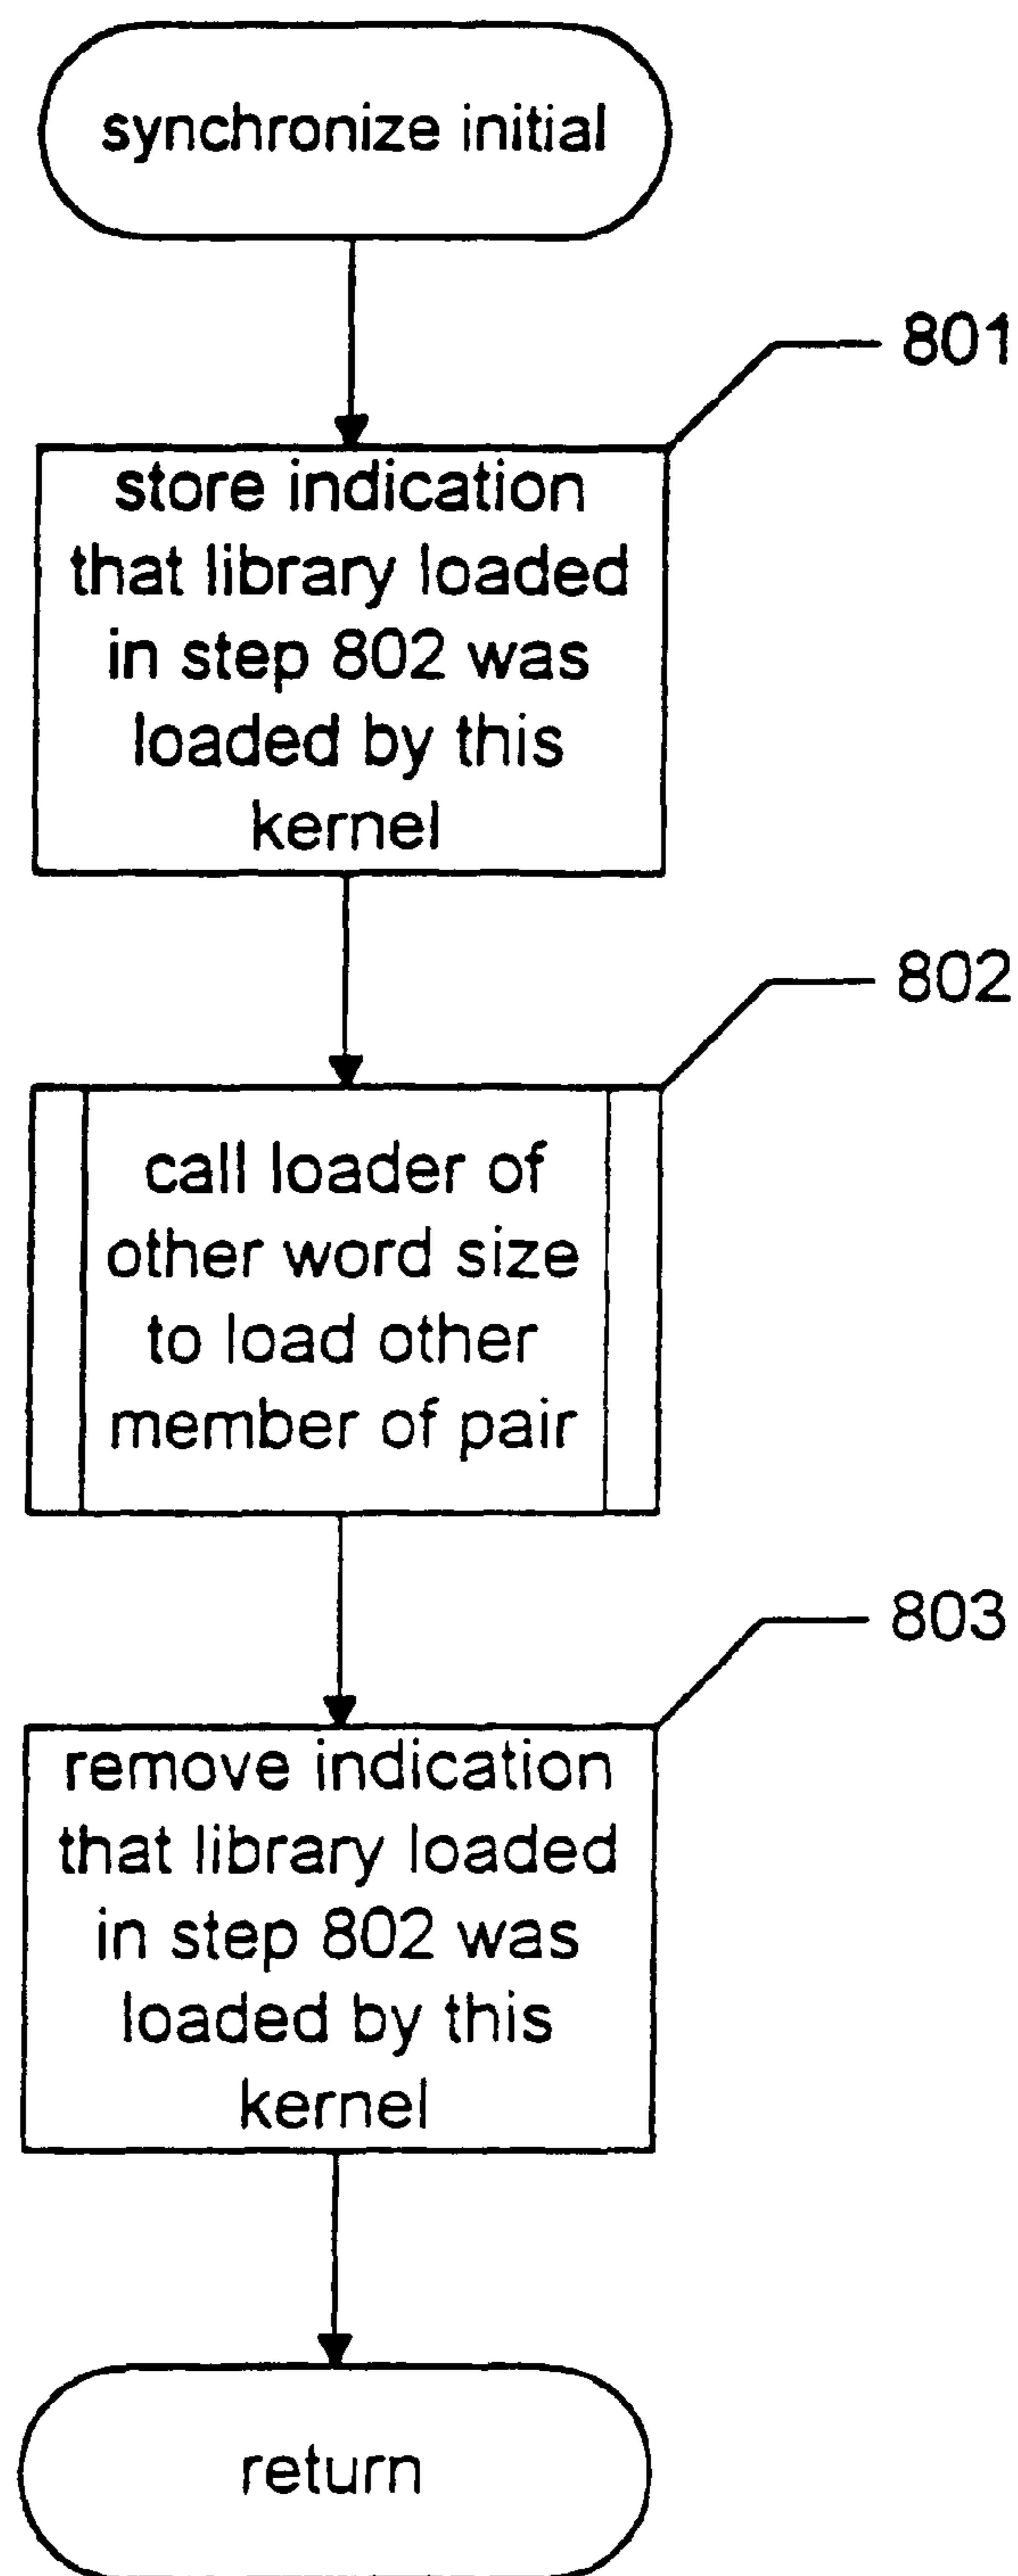 synchronize initial
801
store indication
that library loaded
in step 802 was
loaded by this
kernel
802
call loader of
other word size
to load other
member of pair
803
remove indication
that library loaded
in step 802 was
loaded by this
kernel
return